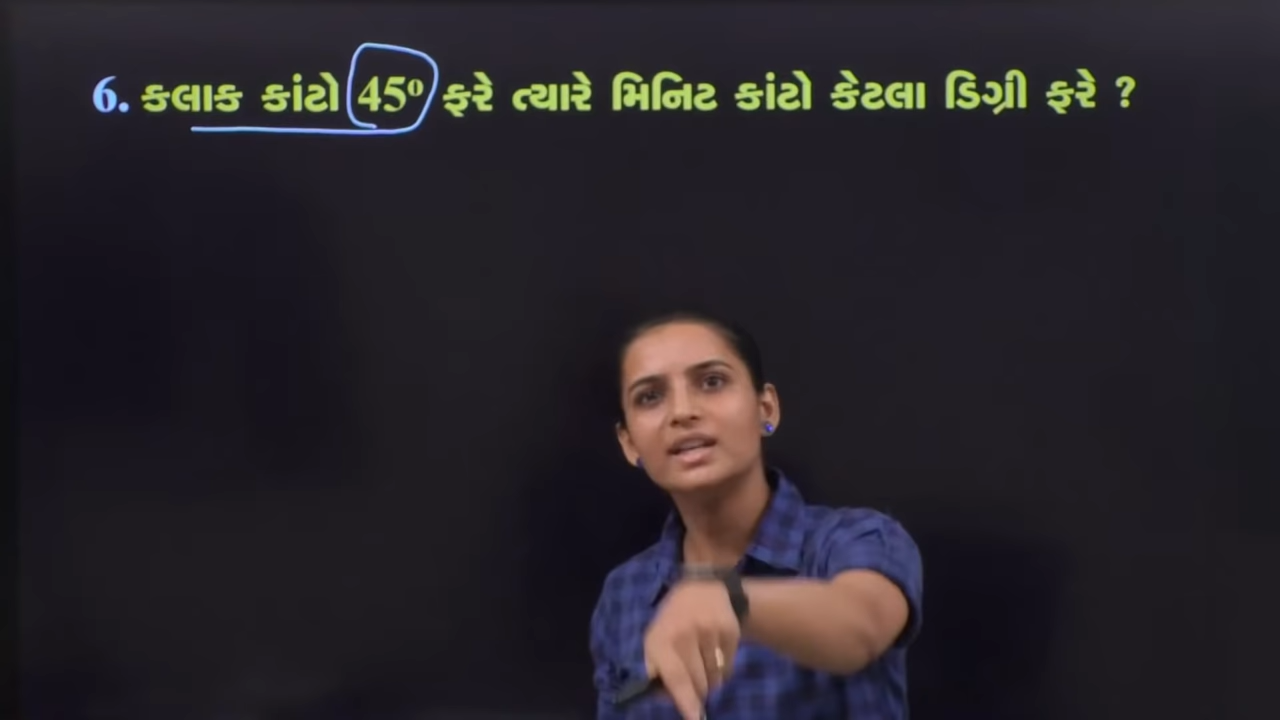 6. કલાક કાંટો 45° ફરે ત્યારે મિનિટ કાંટો કેટલા ડિગ્રી ફરે ?